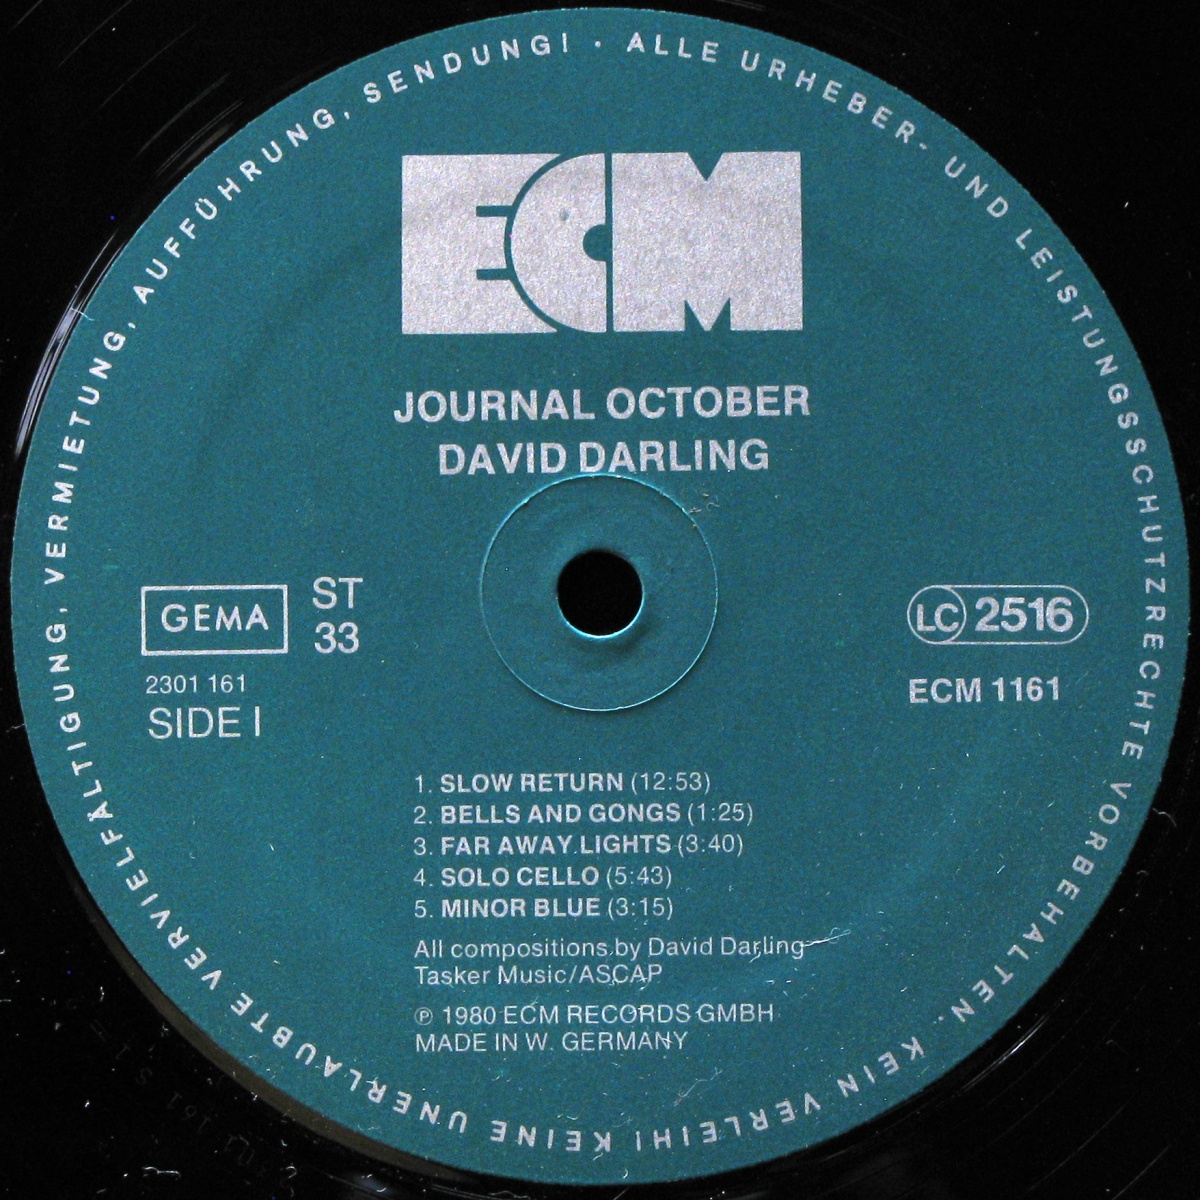 ALLE URHEBER- UND LEISTUNGSSCHUTZRECHTE VORBEHALTEN. KEIN VERLEIH! KEINE UNERLAUBTE VERVIELFÄLTIGUNG, VERMIETUNG, AUFFÜHRUNG, SENDUNG! ·
ECM
JOURNAL OCTOBER
DAVID DARLING
GEMA
ST
33
2301 161
SIDE I
LC 2516
ECM 1161
1. SLOW RETURN (12:53)
2. BELLS AND GONGS (1:25)
3. FAR AWAY LIGHTS (3:40)
4. SOLO CELLO (5:43)
5. MINOR BLUE (3:15)
All compositions by David Darling
Tasker Music/ASCAP
℗ 1980 ECM RECORDS GMBH
MADE IN W. GERMANY